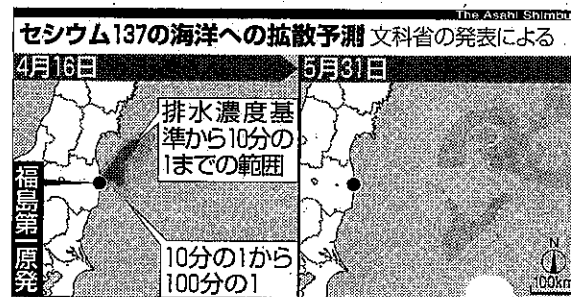 The Asahi Shimbu
セシウム137の海洋への拡散予測 文科省の発表による
4月16日
5月31日
排水濃度基
準から10分の
1までの範囲
福島第一原発
10分の1から
100分の1
N
100km